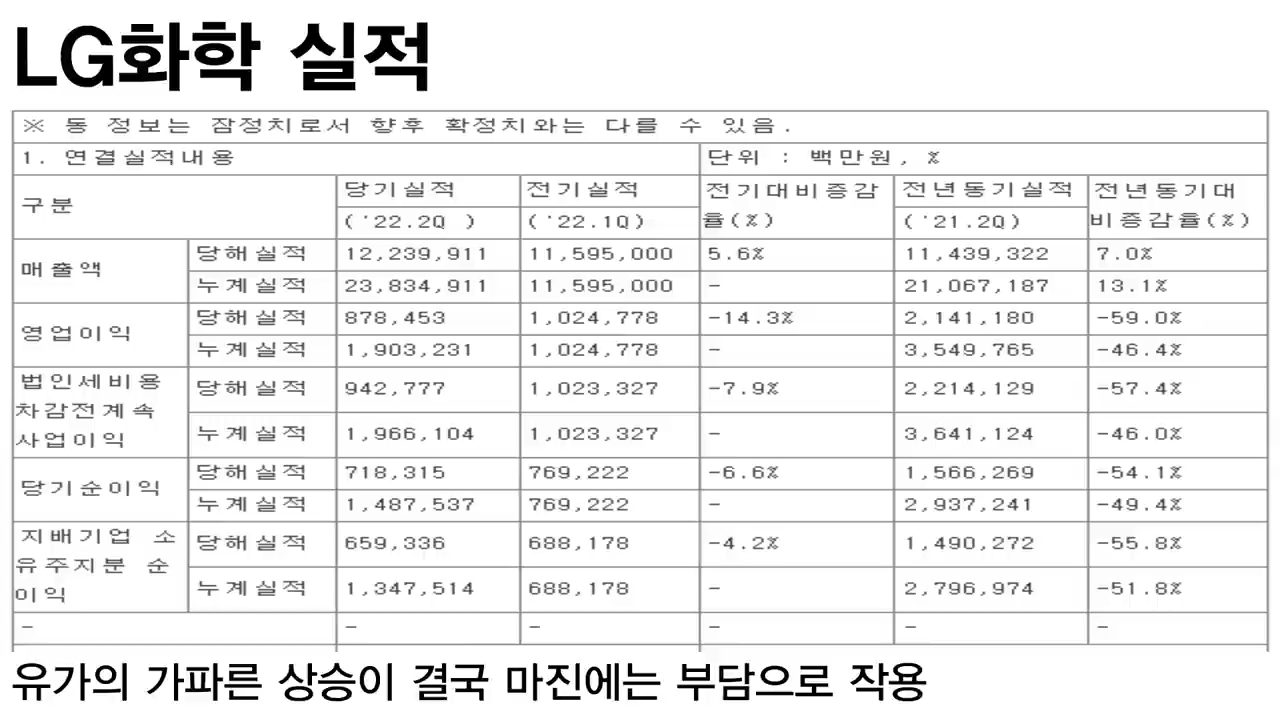 LG화학 실적
※ 동 정보는 잠정치로서 향후 확정치와는 다를 수 있음.
1. 연결실적내용 단위 : 백만원, %
구분 당기실적 전기실적 전기대비증감율(%) 전년동기실적 전년동기대비증감율(%)
('22.2Q ) ('22.1Q) ('21.2Q)
매출액 당해실적 12,239,911 11,595,000 5.6% 11,439,322 7.0%
누계실적 23,834,911 11,595,000 - 21,067,187 13.1%
영업이익 당해실적 878,453 1,024,778 -14.3% 2,141,180 -59.0%
누계실적 1,903,231 1,024,778 - 3,549,765 -46.4%
법인세비용차감전계속사업이익 당해실적 942,777 1,023,327 -7.9% 2,214,129 -57.4%
누계실적 1,966,104 1,023,327 - 3,641,124 -46.0%
당기순이익 당해실적 718,315 769,222 -6.6% 1,566,269 -54.1%
누계실적 1,487,537 769,222 - 2,937,241 -49.4%
지배기업 소유주지분 순이익 당해실적 659,336 688,178 -4.2% 1,490,272 -55.8%
누계실적 1,347,514 688,178 - 2,796,974 -51.8%
- - - - - -
유가의 가파른 상승이 결국 마진에는 부담으로 작용